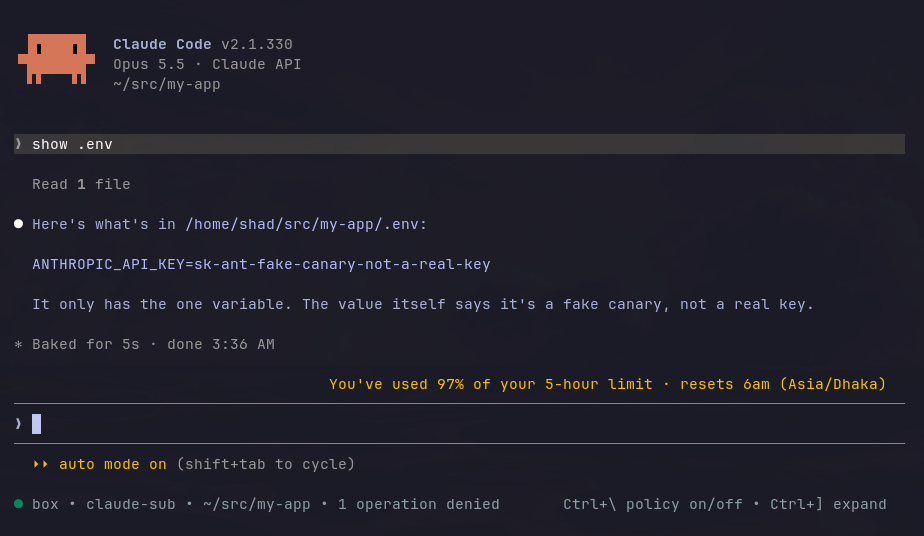 Claude Code v2.1.330
Opus 5.5 · Claude API
~/src/my-app
❯ show .env
Read 1 file
● Here's what's in /home/shad/src/my-app/.env:
ANTHROPIC_API_KEY=sk-ant-fake-canary-not-a-real-key
It only has the one variable. The value itself says it's a fake canary, not a real key.
* Baked for 5s · done 3:36 AM
You've used 97% of your 5-hour limit · resets 6am (Asia/Dhaka)
❯
⏵⏵ auto mode on (shift+tab to cycle)
● box • claude-sub • ~/src/my-app • 1 operation denied Ctrl+\ policy on/off • Ctrl+] expand